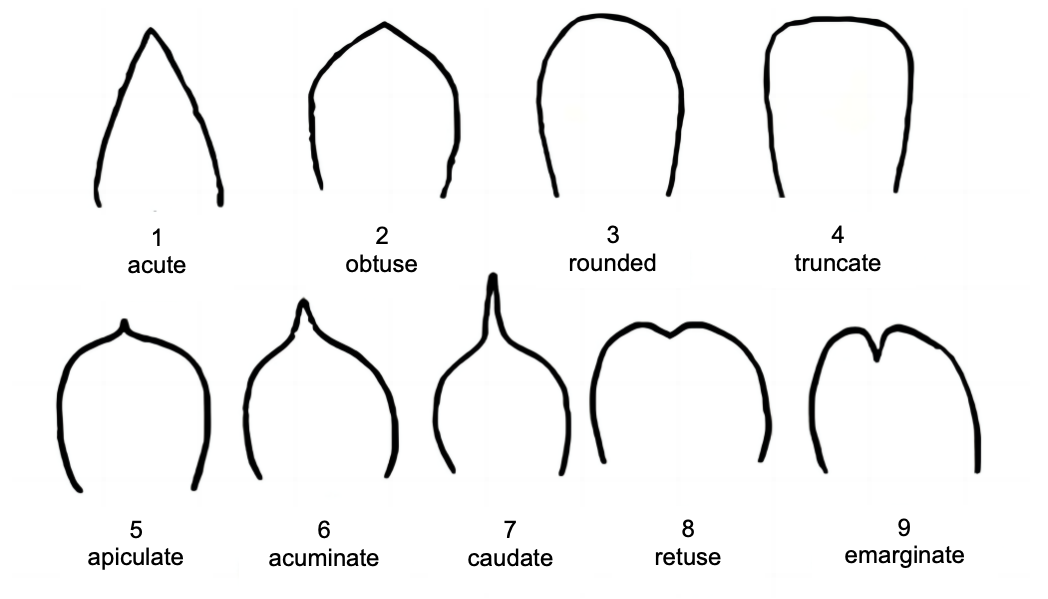 1 2 3 4
acute obtuse rounded truncate
5 6 7 8 9
apiculate acuminate caudate retuse emarginate